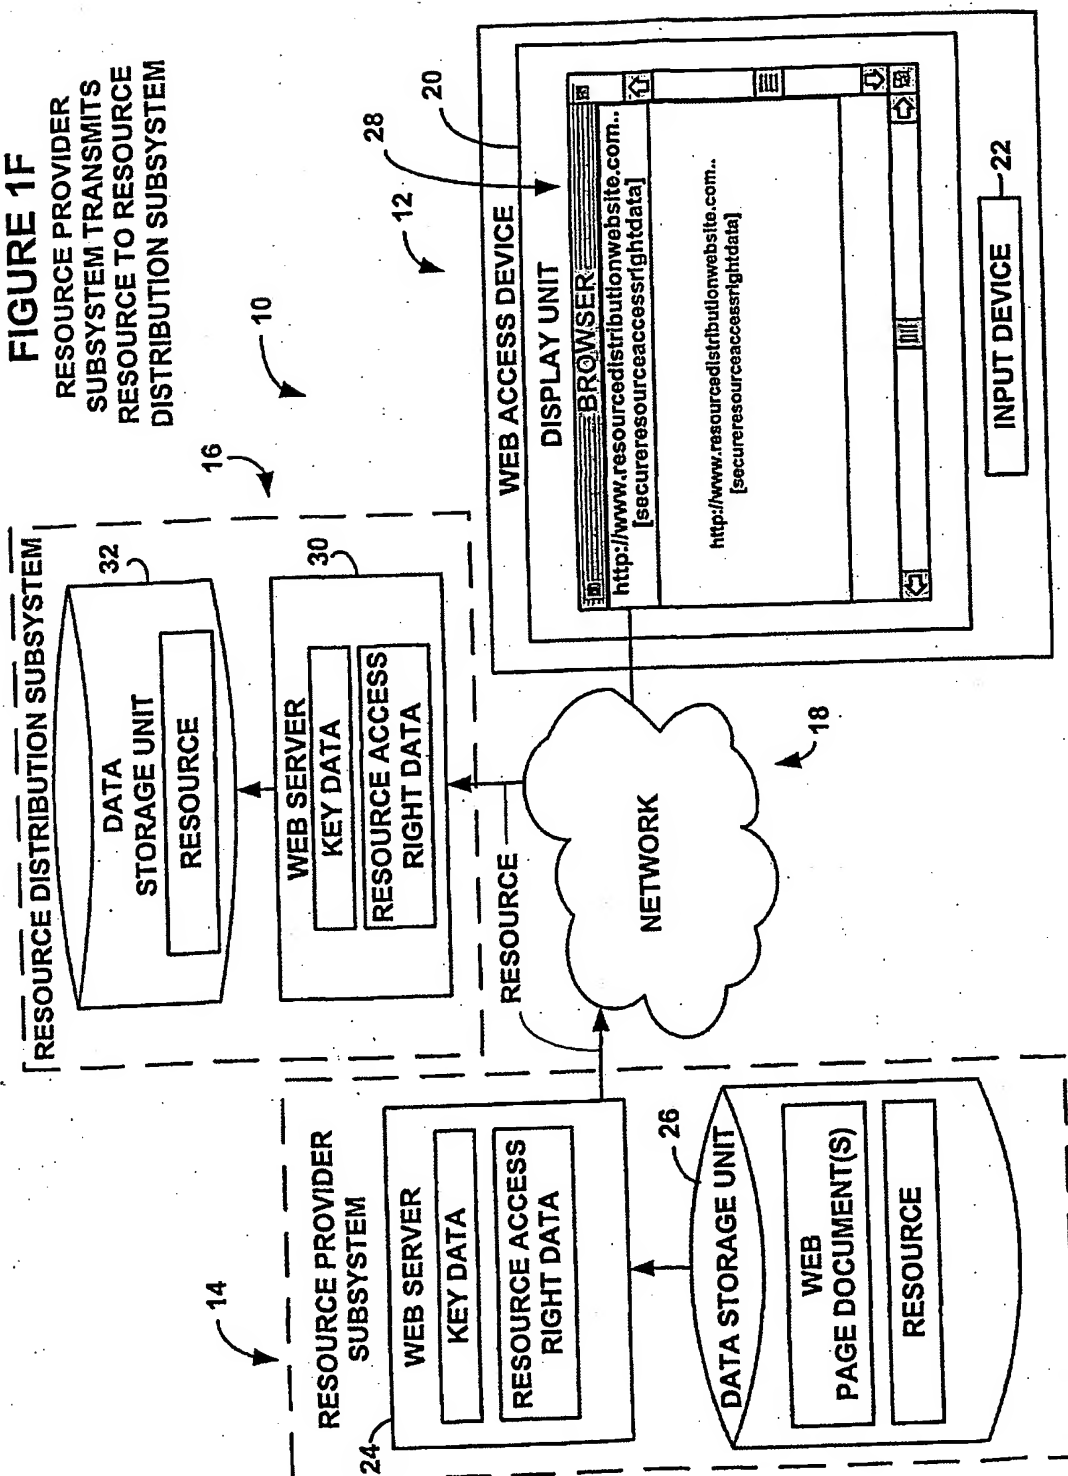 FIGURE 1F
RESOURCE PROVIDER
SUBSYSTEM TRANSMITS
RESOURCE TO RESOURCE
DISTRIBUTION SUBSYSTEM
10
14
RESOURCE PROVIDER
SUBSYSTEM
24
WEB SERVER
KEY DATA
RESOURCE ACCESS
RIGHT DATA
26
DATA STORAGE UNIT
WEB
PAGE DOCUMENT(S)
RESOURCE
16
RESOURCE DISTRIBUTION SUBSYSTEM
32
DATA
STORAGE UNIT
RESOURCE
30
WEB SERVER
KEY DATA
RESOURCE ACCESS
RIGHT DATA
RESOURCE
NETWORK
18
12
WEB ACCESS DEVICE
20
DISPLAY UNIT
28
BROWSER
http://www.resourcedistributionwebsite.com..
[secureresourceaccessrightdata]
http://www.resourcedistributionwebsite.com..
[secureresourceaccessrightdata]
INPUT DEVICE
22